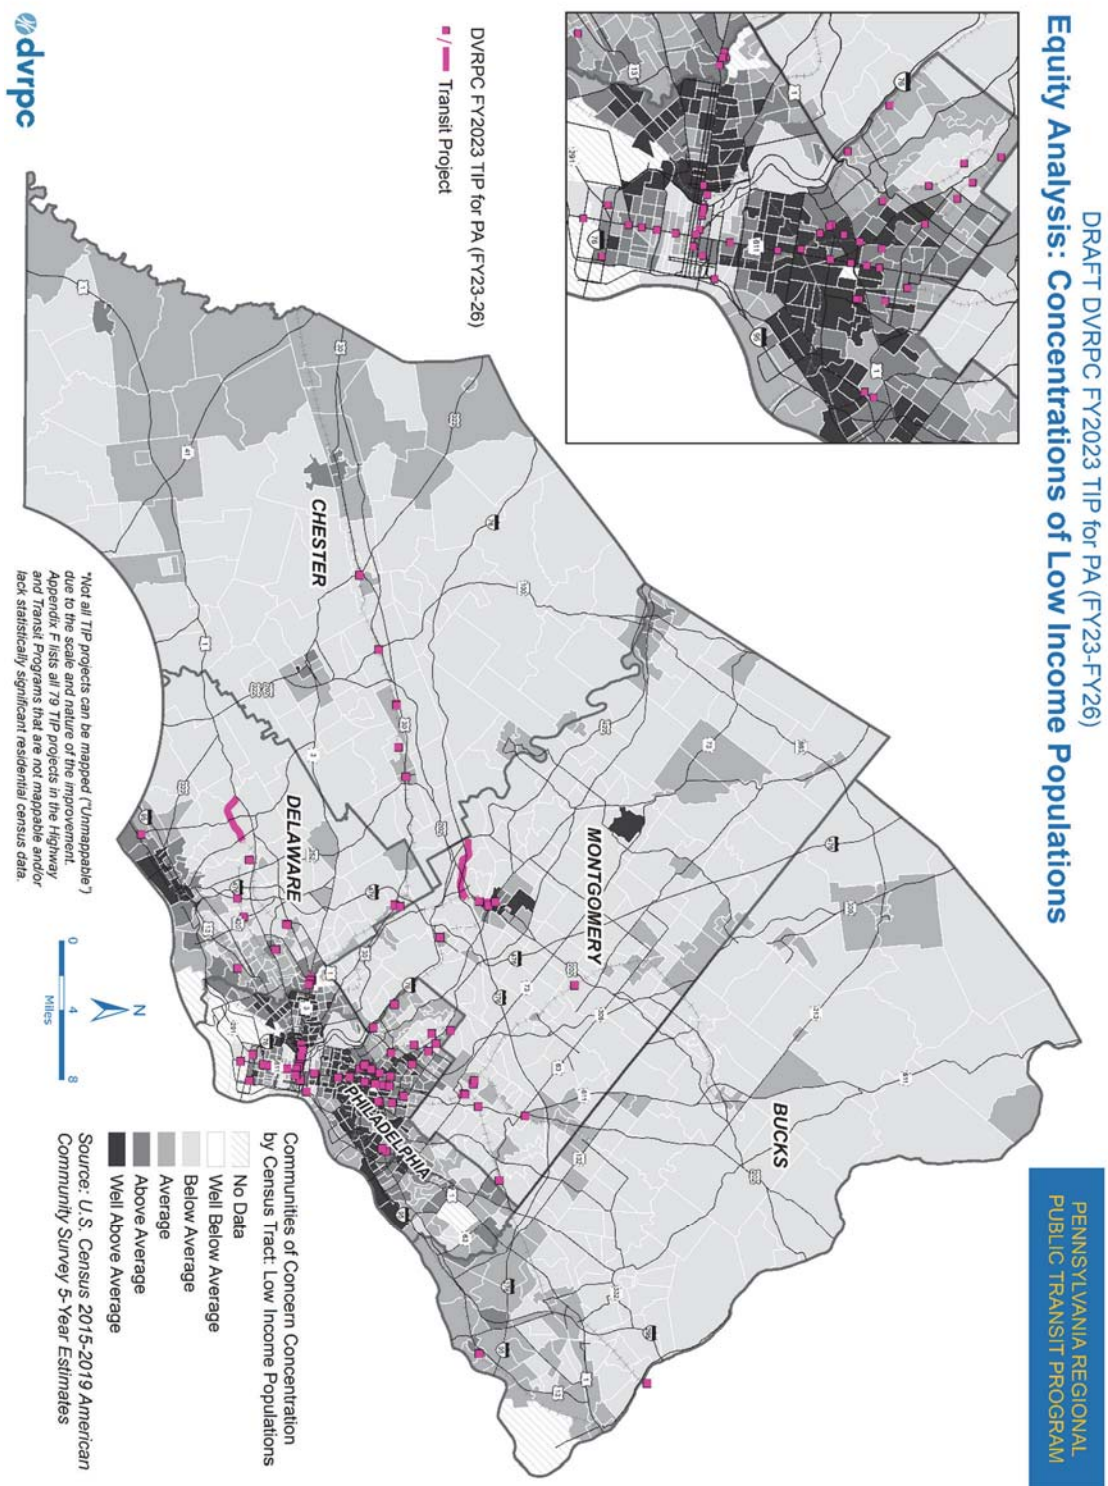 DRAFT DVRPC FY2023 TIP for PA (FY23-FY26)
Equity Analysis: Concentrations of Low Income Populations
PENNSYLVANIA REGIONAL
PUBLIC TRANSIT PROGRAM
DVRPC FY2023 TIP for PA (FY23-26)
/ Transit Project
BUCKS
MONTGOMERY
CHESTER
DELAWARE
PHILADELPHIA
Communities of Concern Concentration
by Census Tract: Low Income Populations
No Data
Well Below Average
Below Average
Average
Above Average
Well Above Average
Source: U.S. Census 2015-2019 American
Community Survey 5-Year Estimates
N
0 4 8
Miles
*Not all TIP projects can be mapped ("Unmappable")
due to the scale and nature of the improvement.
Appendix F lists all 79 TIP projects in the Highway
and Transit Programs that are not mappable and/or
lack statistically significant residential census data.
dvrpc